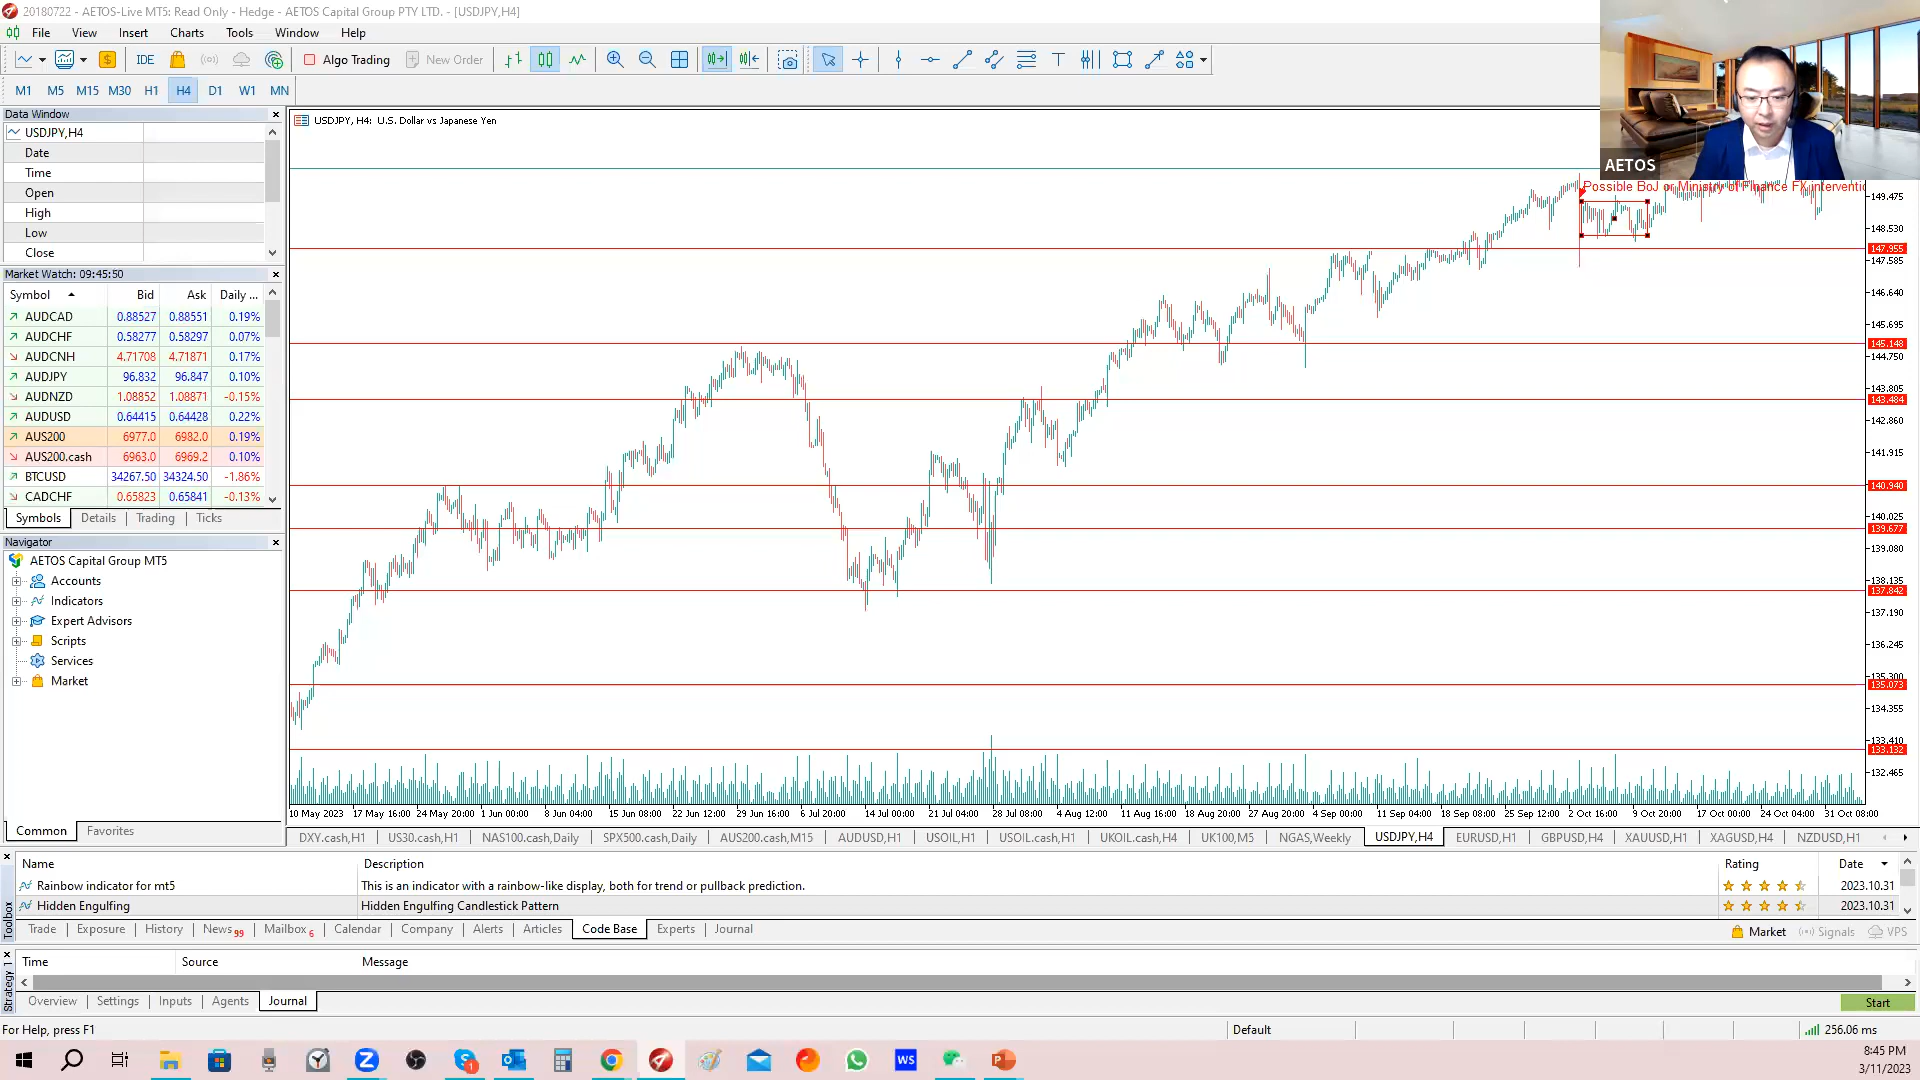 20180722 - AETOS-Live MT5: Read Only - Hedge - AETOS Capital Group PTY LTD. - [USDJPY,H4]
File View Insert Charts Tools Window Help
IDE Algo Trading New Order
M1 M5 M15 M30 H1 H4 D1 W1 MN
Data Window
USDJPY,H4
Date
Time
Open
High
Low
Close
Market Watch: 09:45:50
Symbol Bid Ask Daily ...
AUDCAD 0.88527 0.88551 0.19%
AUDCHF 0.58277 0.58297 0.07%
AUDCNH 4.71708 4.71871 0.17%
AUDJPY 96.832 96.847 0.10%
AUDNZD 1.08852 1.08871 -0.15%
AUDUSD 0.64415 0.64428 0.22%
AUS200 6977.0 6982.0 0.19%
AUS200.cash 6963.0 6969.2 0.10%
BTCUSD 34267.50 34324.50 -1.86%
CADCHF 0.65823 0.65841 -0.13%
Symbols Details Trading Ticks
Navigator
AETOS Capital Group MT5
Accounts
Indicators
Expert Advisors
Scripts
Services
Market
Common Favorites
USDJPY, H4: U.S. Dollar vs Japanese Yen
AETOS
Possible BoJ or Ministry of Finance FX interventio
149.475
148.530
147.955
147.585
146.640
145.695
145.148
144.750
143.805
143.484
142.860
141.915
140.940
140.025
139.677
139.080
138.135
137.842
137.190
136.245
135.300
135.073
134.355
133.410
133.132
132.465
10 May 2023 17 May 16:00 24 May 20:00 1 Jun 00:00 8 Jun 04:00 15 Jun 08:00 22 Jun 12:00 29 Jun 16:00 6 Jul 20:00 14 Jul 00:00 21 Jul 04:00 28 Jul 08:00 4 Aug 12:00 11 Aug 16:00 18 Aug 20:00 27 Aug 20:00 4 Sep 00:00 11 Sep 04:00 18 Sep 08:00 25 Sep 12:00 2 Oct 16:00 9 Oct 20:00 17 Oct 00:00 24 Oct 04:00 31 Oct 08:00
DXY.cash,H1 US30.cash,H1 NAS100.cash,Daily SPX500.cash,Daily AUS200.cash,M15 AUDUSD,H1 USOIL,H1 USOIL.cash,H1 UKOIL.cash,H4 UK100,M5 NGAS,Weekly USDJPY,H4 EURUSD,H1 GBPUSD,H4 XAUUSD,H1 XAGUSD,H4 NZDUSD,H1
Toolbox
Name Description Rating Date
Rainbow indicator for mt5 This is an indicator with a rainbow-like display, both for trend or pullback prediction. 2023.10.31
Hidden Engulfing Hidden Engulfing Candlestick Pattern 2023.10.31
Trade Exposure History News 99 Mailbox 6 Calendar Company Alerts Articles Code Base Experts Journal Market Signals VPS
Time Source Message
Overview Settings Inputs Agents Journal Start
For Help, press F1 Default 256.06 ms
1 WS
8:45 PM
3/11/2023